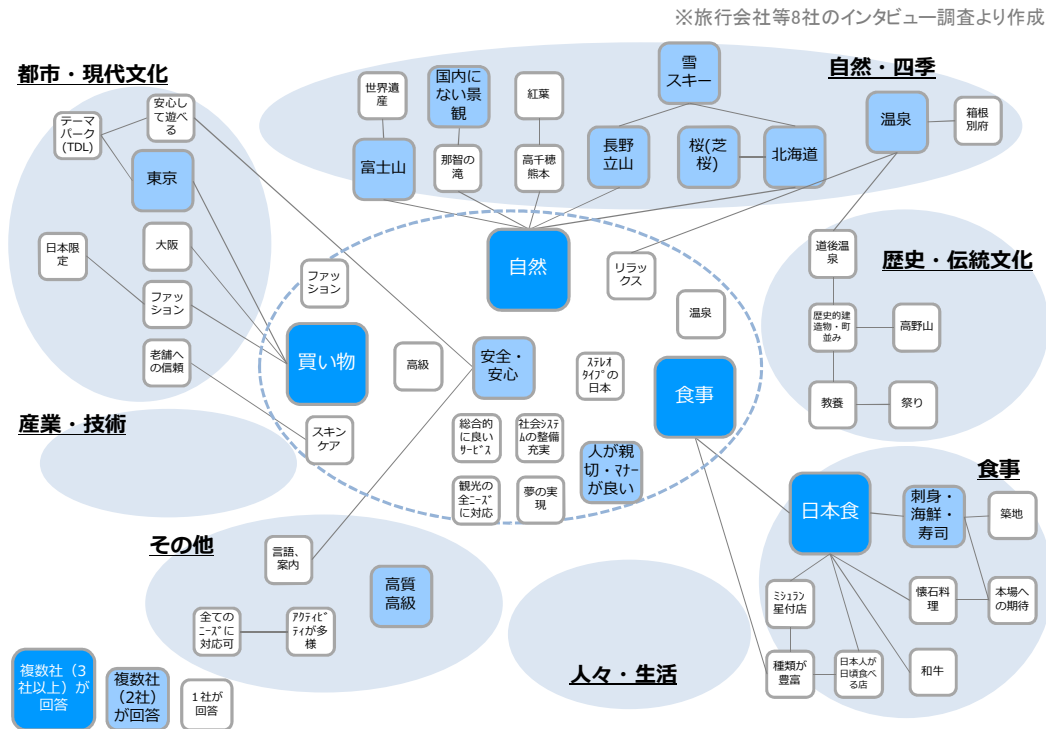 ※旅行会社等8社のインタビュー調査より作成
都市・現代文化
自然・四季
雪
スキー
世界遺
産
国内に
ない景
観
紅葉
温泉
箱根
別府
安心し
て遊べ
る
テーマ
パーク
(TDL)
富士山
那智の
滝
高千穂
熊本
長野
立山
桜(芝
桜)
北海道
東京
日本限
定
大阪
ファッ
ション
老舗へ
の信頼
自然
リラッ
クス
ファッ
ション
温泉
買い物
高級
安全・
安心
ステレオ
タイプの
日本
食事
スキン
ケア
総合的
に良い
サービス
社会システ
ムの整備
充実
人が親
切・マナー
が良い
観光の
全ニーズ
に対応
夢の実
現
歴史・伝統文化
道後温
泉
歴史的建
造物・町
並み
高野山
教養
祭り
産業・技術
食事
日本食
刺身・
海鮮・
寿司
築地
ミシュラン
星付店
懐石料
理
本場へ
の期待
種類が
豊富
日本人が
日頃食べ
る店
和牛
その他
言語、
案内
高質
高級
全ての
ニーズに
対応可
アクティビ
ティが多
様
人々・生活
複数社（3
社以上）が
回答
複数社
（2社）
が回答
１社が
回答